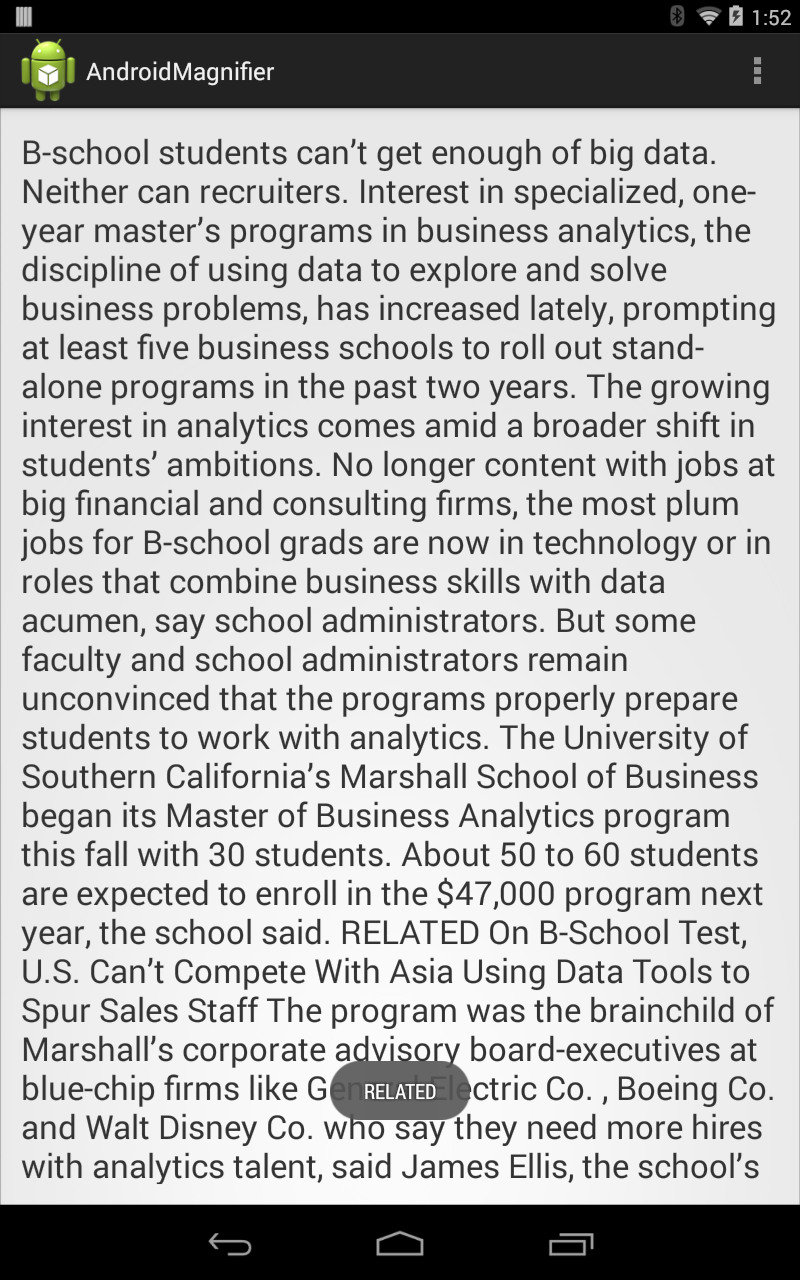 1:52
AndroidMagnifier
B-school students can’t get enough of big data.
Neither can recruiters. Interest in specialized, one-
year master’s programs in business analytics, the
discipline of using data to explore and solve
business problems, has increased lately, prompting
at least five business schools to roll out stand-
alone programs in the past two years. The growing
interest in analytics comes amid a broader shift in
students’ ambitions. No longer content with jobs at
big financial and consulting firms, the most plum
jobs for B-school grads are now in technology or in
roles that combine business skills with data
acumen, say school administrators. But some
faculty and school administrators remain
unconvinced that the programs properly prepare
students to work with analytics. The University of
Southern California’s Marshall School of Business
began its Master of Business Analytics program
this fall with 30 students. About 50 to 60 students
are expected to enroll in the $47,000 program next
year, the school said. RELATED On B-School Test,
U.S. Can’t Compete With Asia Using Data Tools to
Spur Sales Staff The program was the brainchild of
Marshall’s corporate advisory board-executives at
blue-chip firms like General Electric Co. , Boeing Co.
RELATED
and Walt Disney Co. who say they need more hires
with analytics talent, said James Ellis, the school’s